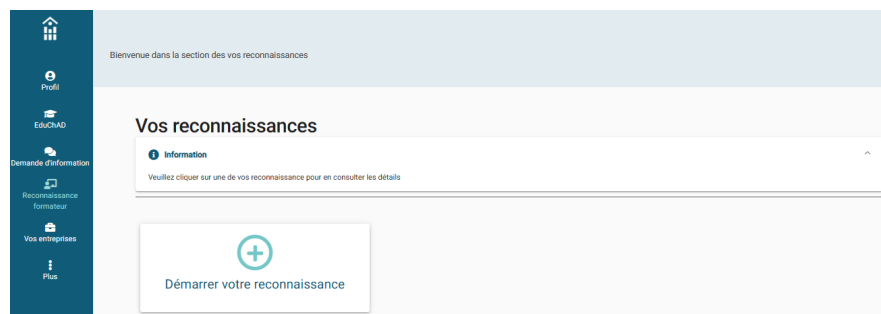 Bienvenue dans la section des vos reconnaissances
Profil
EduChAD
Demande d'information
Reconnaissance
formateur
Vos entreprises
Plus
Vos reconnaissances
Information
Veuillez cliquer sur une de vos reconnaissance pour en consulter les détails
Démarrer votre reconnaissance